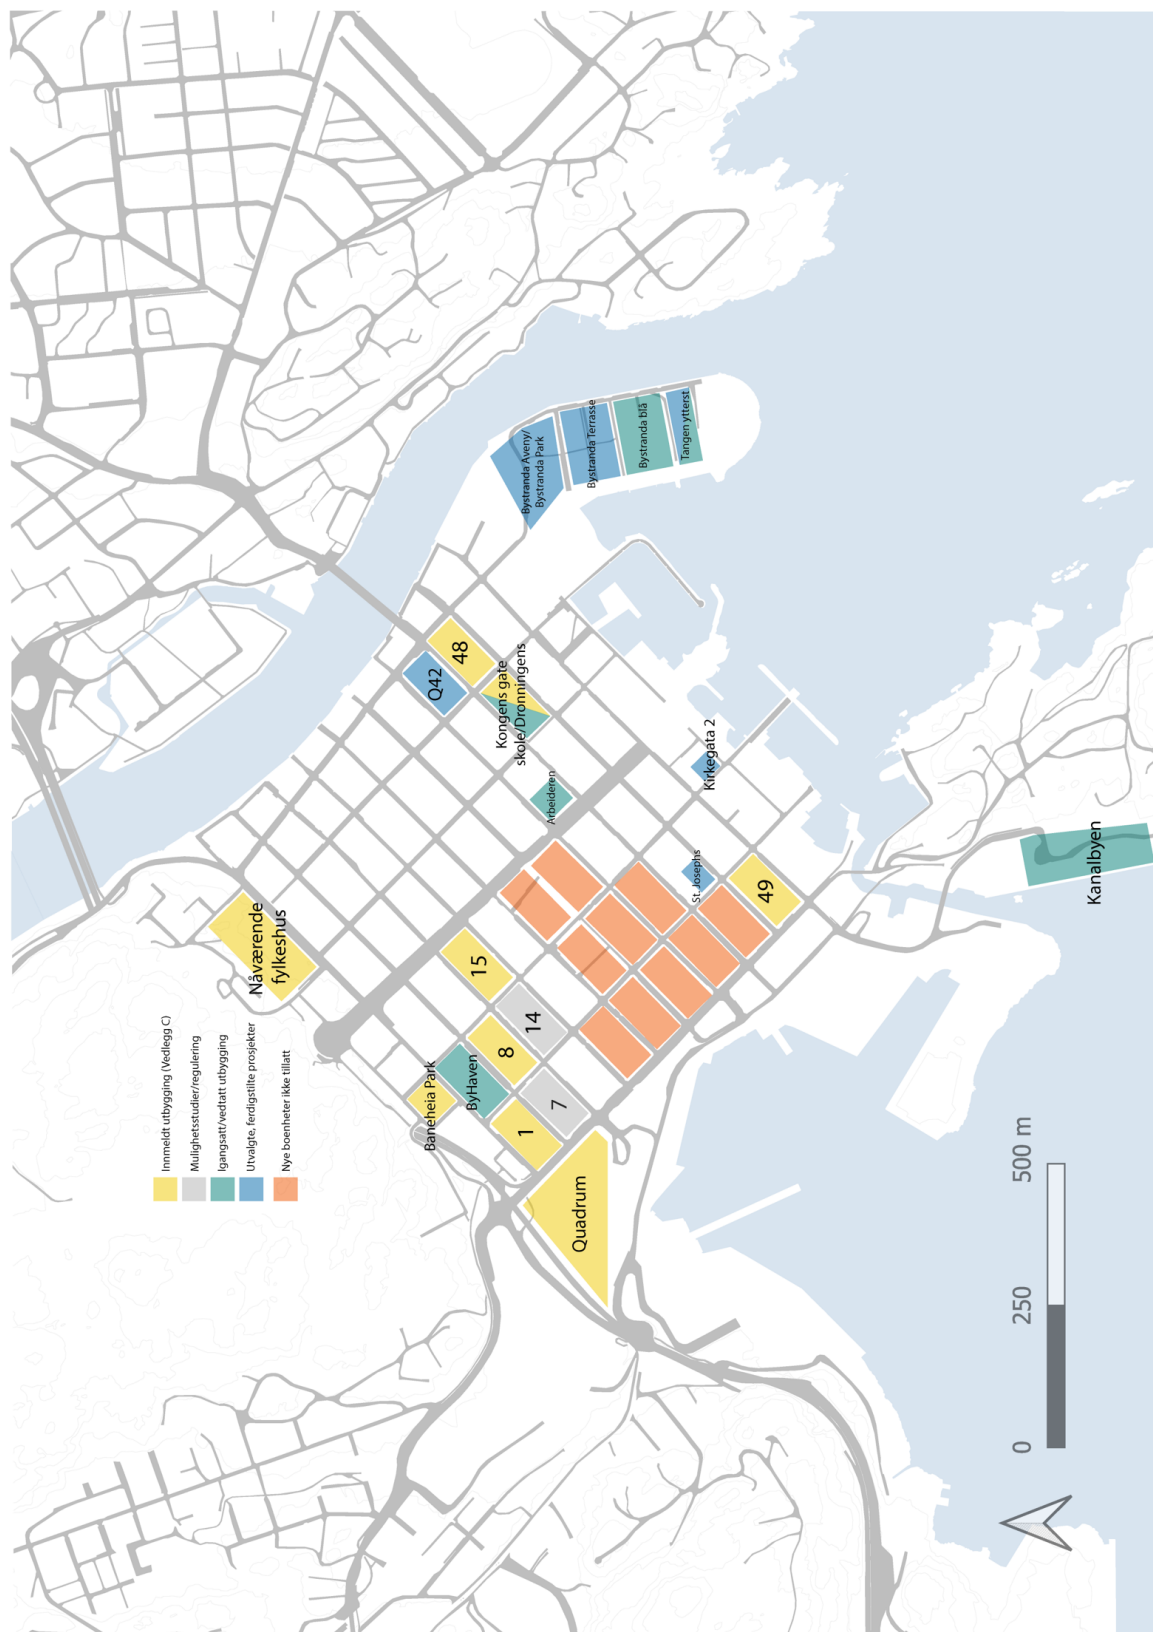 Innmeldt utbygging (Vedlegg C)
Mulighetsstudier/regulering
Igangsatt/vedtatt utbygging
Utvalgte, ferdigstilte prosjekter
Nye boenheter ikke tillatt
Nåværende
fylkeshus
Baneheia Park
ByHaven
1
7
8
14
15
Quadrum
Q42
48
Kongens gate
skole/Dronningens
Arbeideren
Bystranda Aveny/
Bystranda Park
Bystranda Terrasse
Bystranda blå
Tangen ytterst
Kirkegata 2
St. Josephs
49
Kanalbyen
0
250
500 m